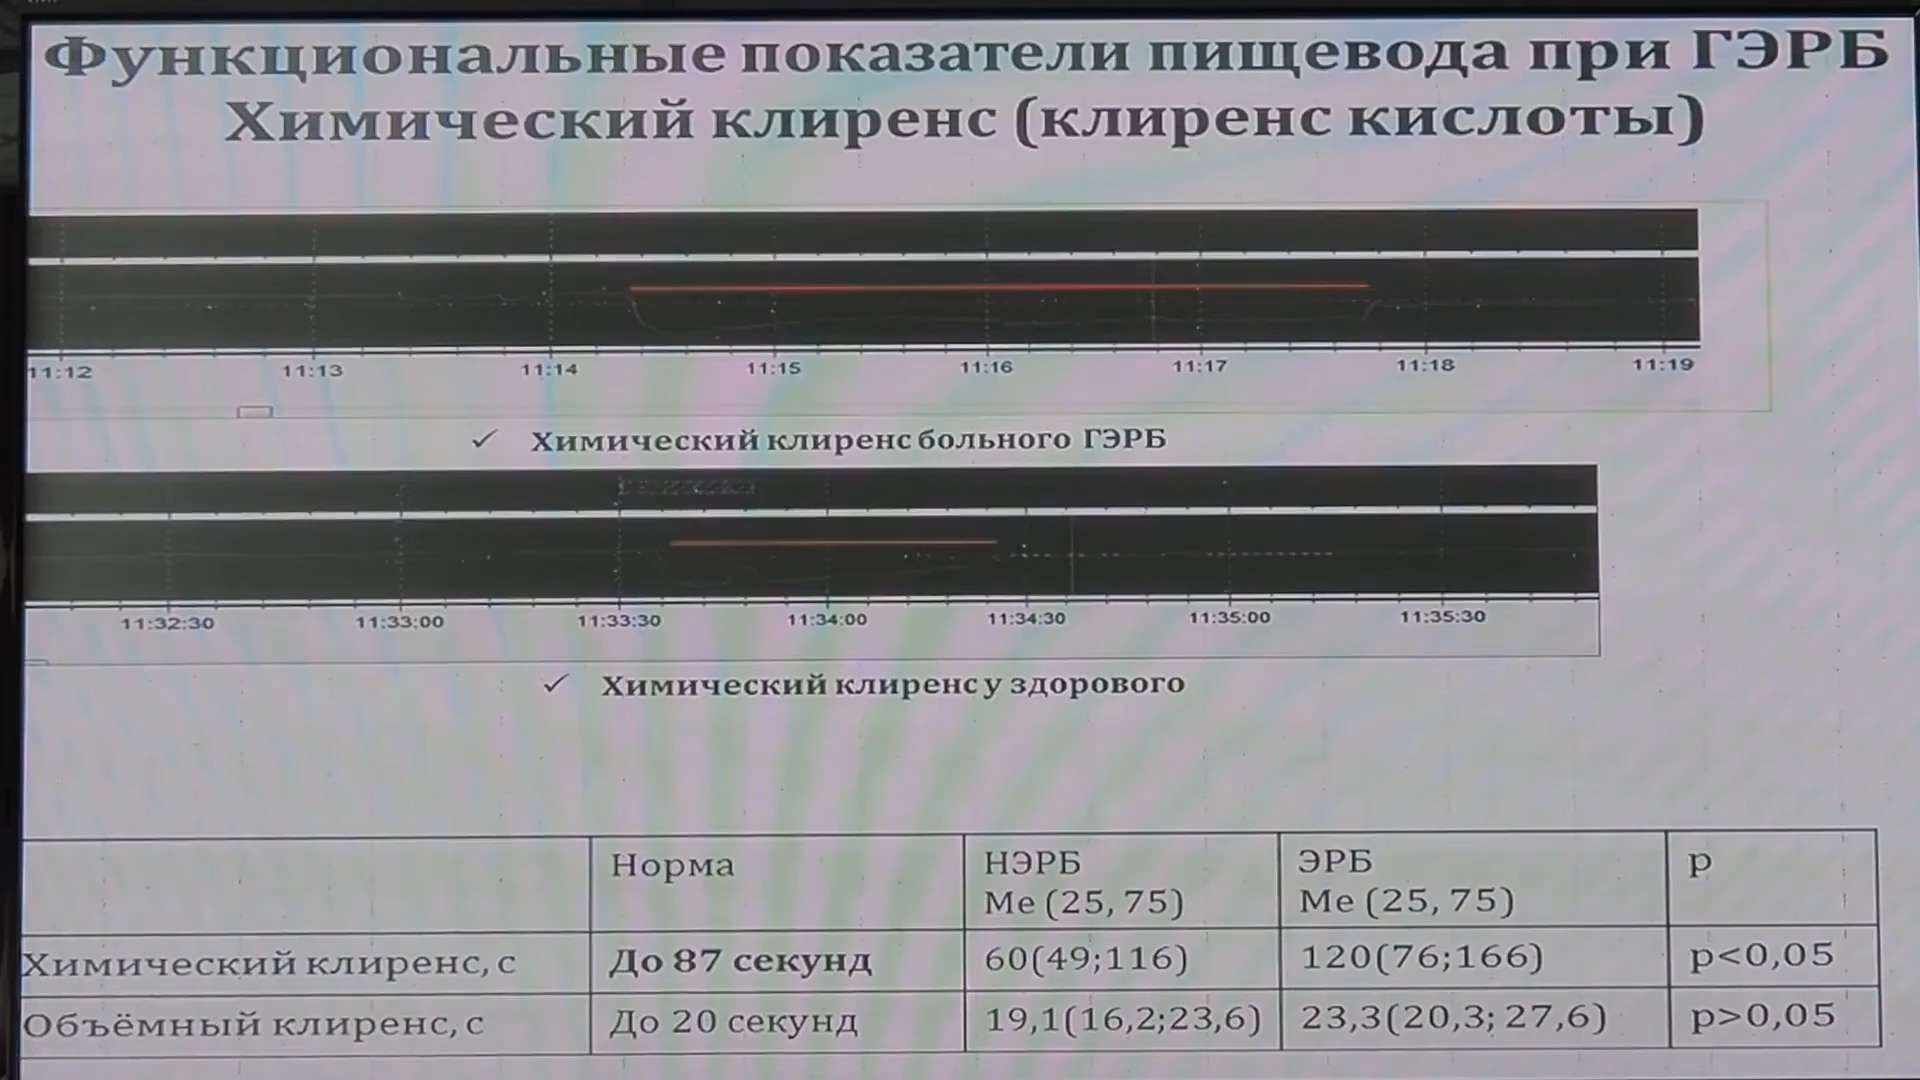 Функциональные показатели пищевода при ГЭРБ
Химический клиренс (клиренс кислоты)
11:12 11:13 11:14 11:15 11:16 11:17 11:18 11:19
✓ Химический клиренс больного ГЭРБ
11:32:30 11:33:00 11:33:30 11:34:00 11:34:30 11:35:00 11:35:30
✓ Химический клиренс у здорового
Норма НЭРБ Me (25, 75) ЭРБ Me (25, 75) p
Химический клиренс, с До 87 секунд 60(49;116) 120(76;166) p<0,05
Объёмный клиренс, с До 20 секунд 19,1(16,2;23,6) 23,3(20,3; 27,6) p>0,05